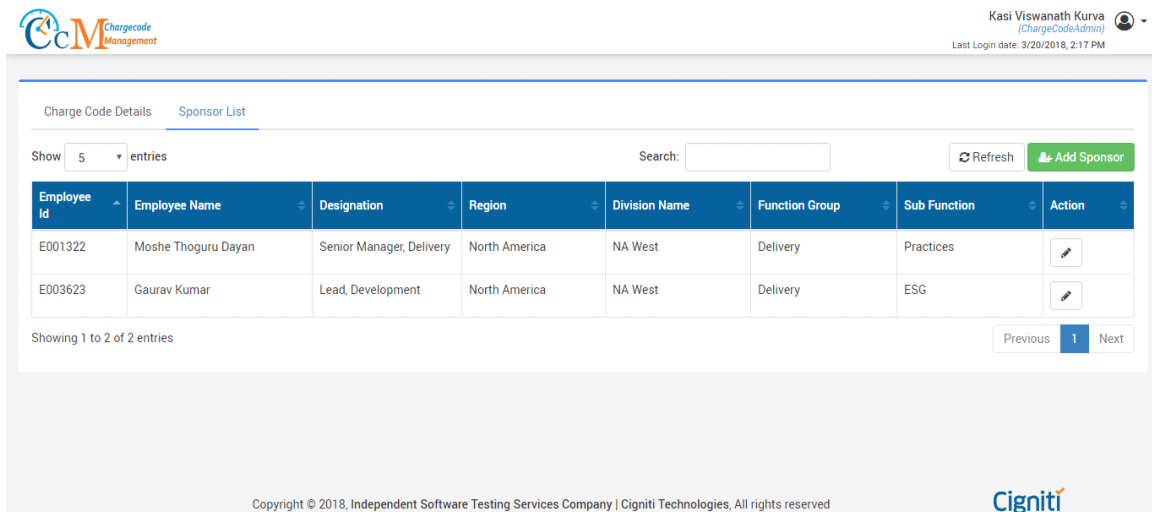 CcM Chargecode
Management
Kasi Viswanath Kurva
(ChargeCodeAdmin)
Last Login date: 3/20/2018, 2:17 PM
Charge Code Details Sponsor List
Show 5 entries Search: Refresh Add Sponsor
Employee Id Employee Name Designation Region Division Name Function Group Sub Function Action
E001322 Moshe Thoguru Dayan Senior Manager, Delivery North America NA West Delivery Practices
E003623 Gaurav Kumar Lead, Development North America NA West Delivery ESG
Showing 1 to 2 of 2 entries Previous 1 Next
Copyright © 2018, Independent Software Testing Services Company | Cigniti Technologies, All rights reserved
Cigniti